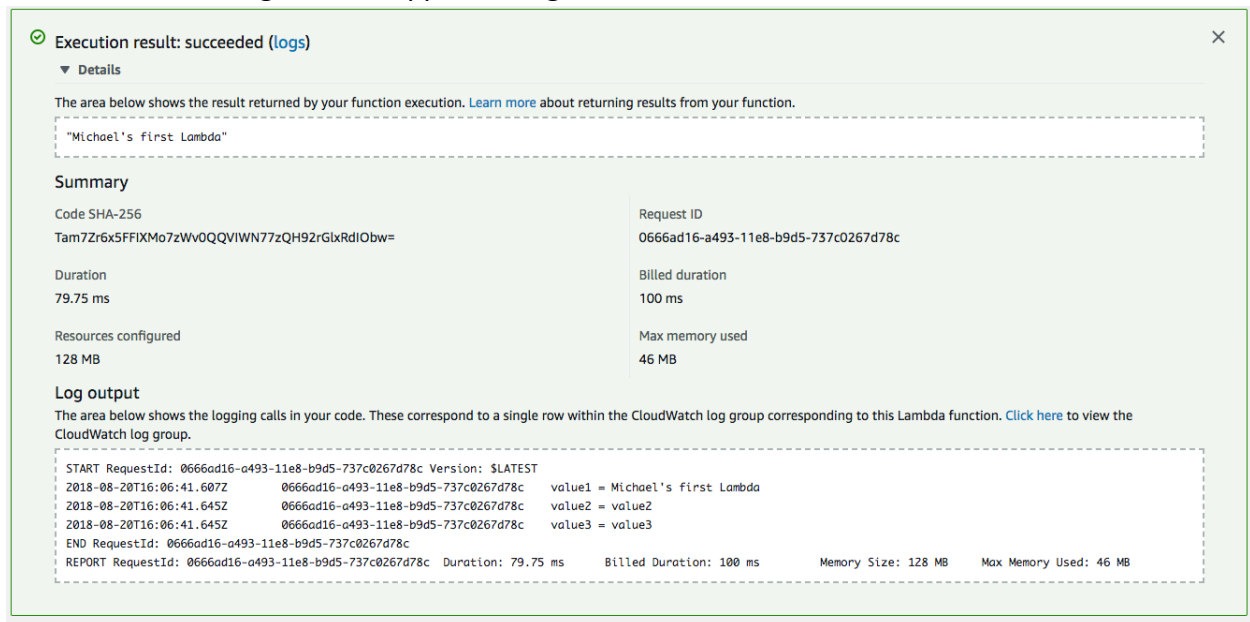 Execution result: succeeded (logs)
Details
The area below shows the result returned by your function execution. Learn more about returning results from your function.
"Michael's first Lambda"
Summary
Code SHA-256
Tam7Zr6x5FFIXMo7zWv0QQVIWN77zQH92rGlxRdIObw=
Request ID
0666ad16-a493-11e8-b9d5-737c0267d78c
Duration
79.75 ms
Billed duration
100 ms
Resources configured
128 MB
Max memory used
46 MB
Log output
The area below shows the logging calls in your code. These correspond to a single row within the CloudWatch log group corresponding to this Lambda function. Click here to view the
CloudWatch log group.
START RequestId: 0666ad16-a493-11e8-b9d5-737c0267d78c Version: $LATEST
2018-08-20T16:06:41.607Z 0666ad16-a493-11e8-b9d5-737c0267d78c value1 = Michael's first Lambda
2018-08-20T16:06:41.645Z 0666ad16-a493-11e8-b9d5-737c0267d78c value2 = value2
2018-08-20T16:06:41.645Z 0666ad16-a493-11e8-b9d5-737c0267d78c value3 = value3
END RequestId: 0666ad16-a493-11e8-b9d5-737c0267d78c
REPORT RequestId: 0666ad16-a493-11e8-b9d5-737c0267d78c Duration: 79.75 ms Billed Duration: 100 ms Memory Size: 128 MB Max Memory Used: 46 MB